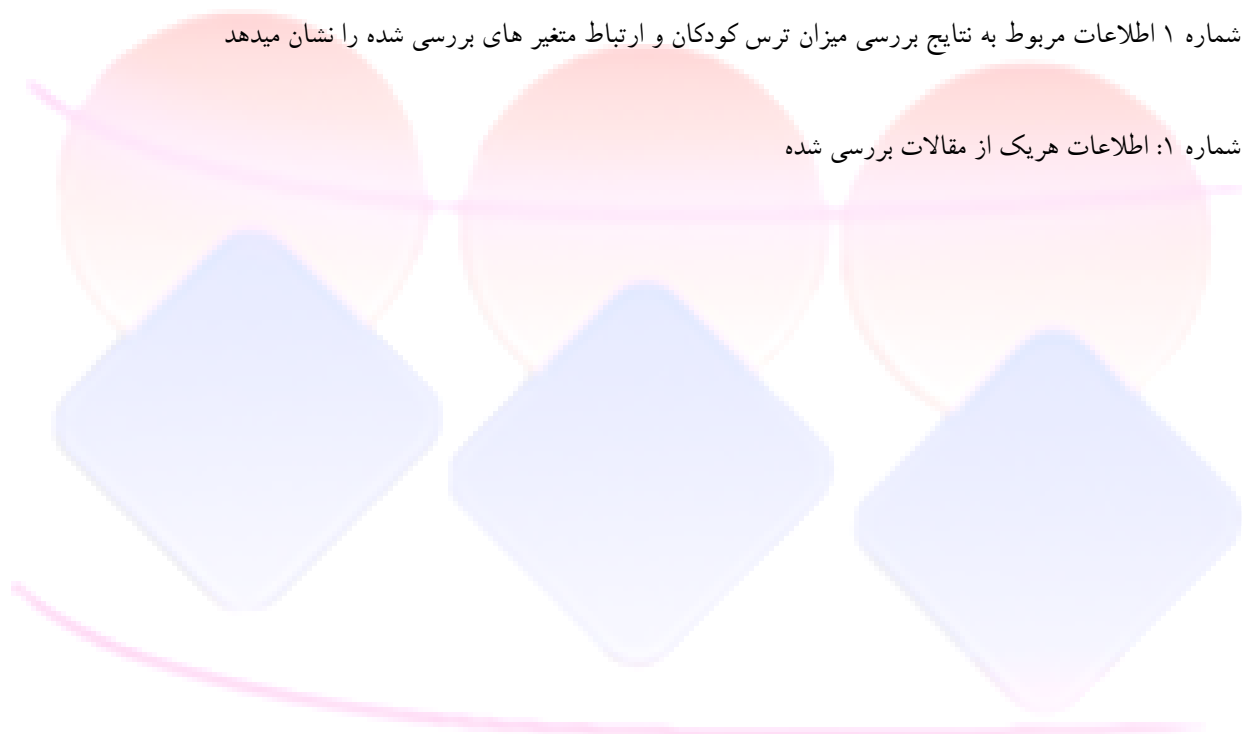 شماره ۱ اطلاعات مربوط به نتایج بررسی میزان ترس کودکان و ارتباط متغیر های بررسی شده را نشان میدهد
شماره ۱: اطلاعات هریک از مقالات بررسی شده